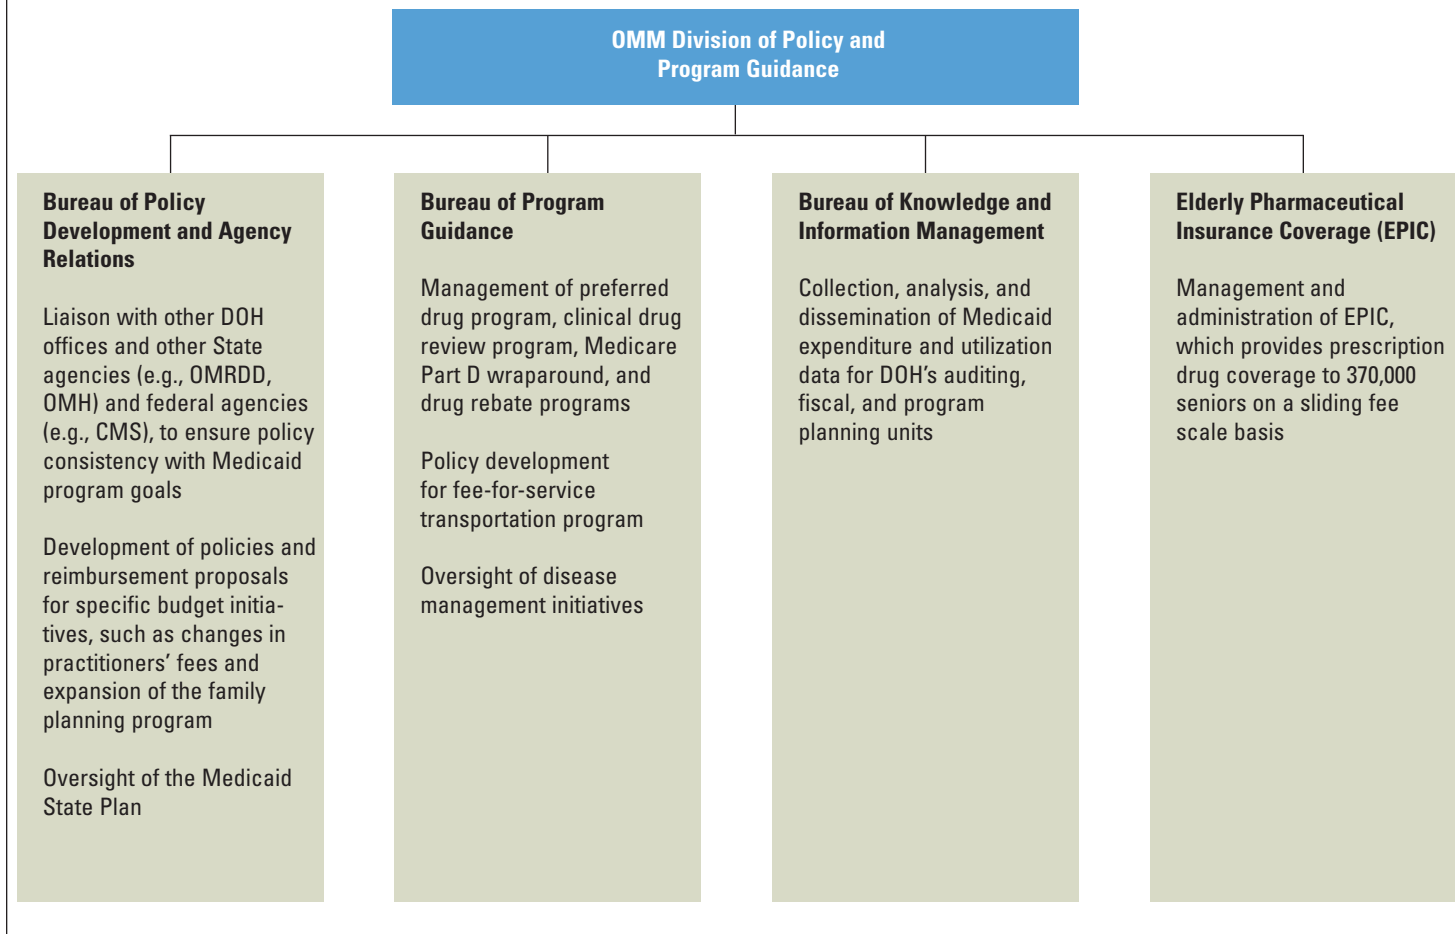 OMM Division of Policy and
Program Guidance
Bureau of Policy
Development and Agency
Relations
Liaison with other DOH
offices and other State
agencies (e.g., OMRDD,
OMH) and federal agencies
(e.g., CMS), to ensure policy
consistency with Medicaid
program goals
Development of policies and
reimbursement proposals
for specific budget initia-
tives, such as changes in
practitioners’ fees and
expansion of the family
planning program
Oversight of the Medicaid
State Plan
Bureau of Program
Guidance
Management of preferred
drug program, clinical drug
review program, Medicare
Part D wraparound, and
drug rebate programs
Policy development
for fee-for-service
transportation program
Oversight of disease
management initiatives
Bureau of Knowledge and
Information Management
Collection, analysis, and
dissemination of Medicaid
expenditure and utilization
data for DOH’s auditing,
fiscal, and program
planning units
Elderly Pharmaceutical
Insurance Coverage (EPIC)
Management and
administration of EPIC,
which provides prescription
drug coverage to 370,000
seniors on a sliding fee
scale basis